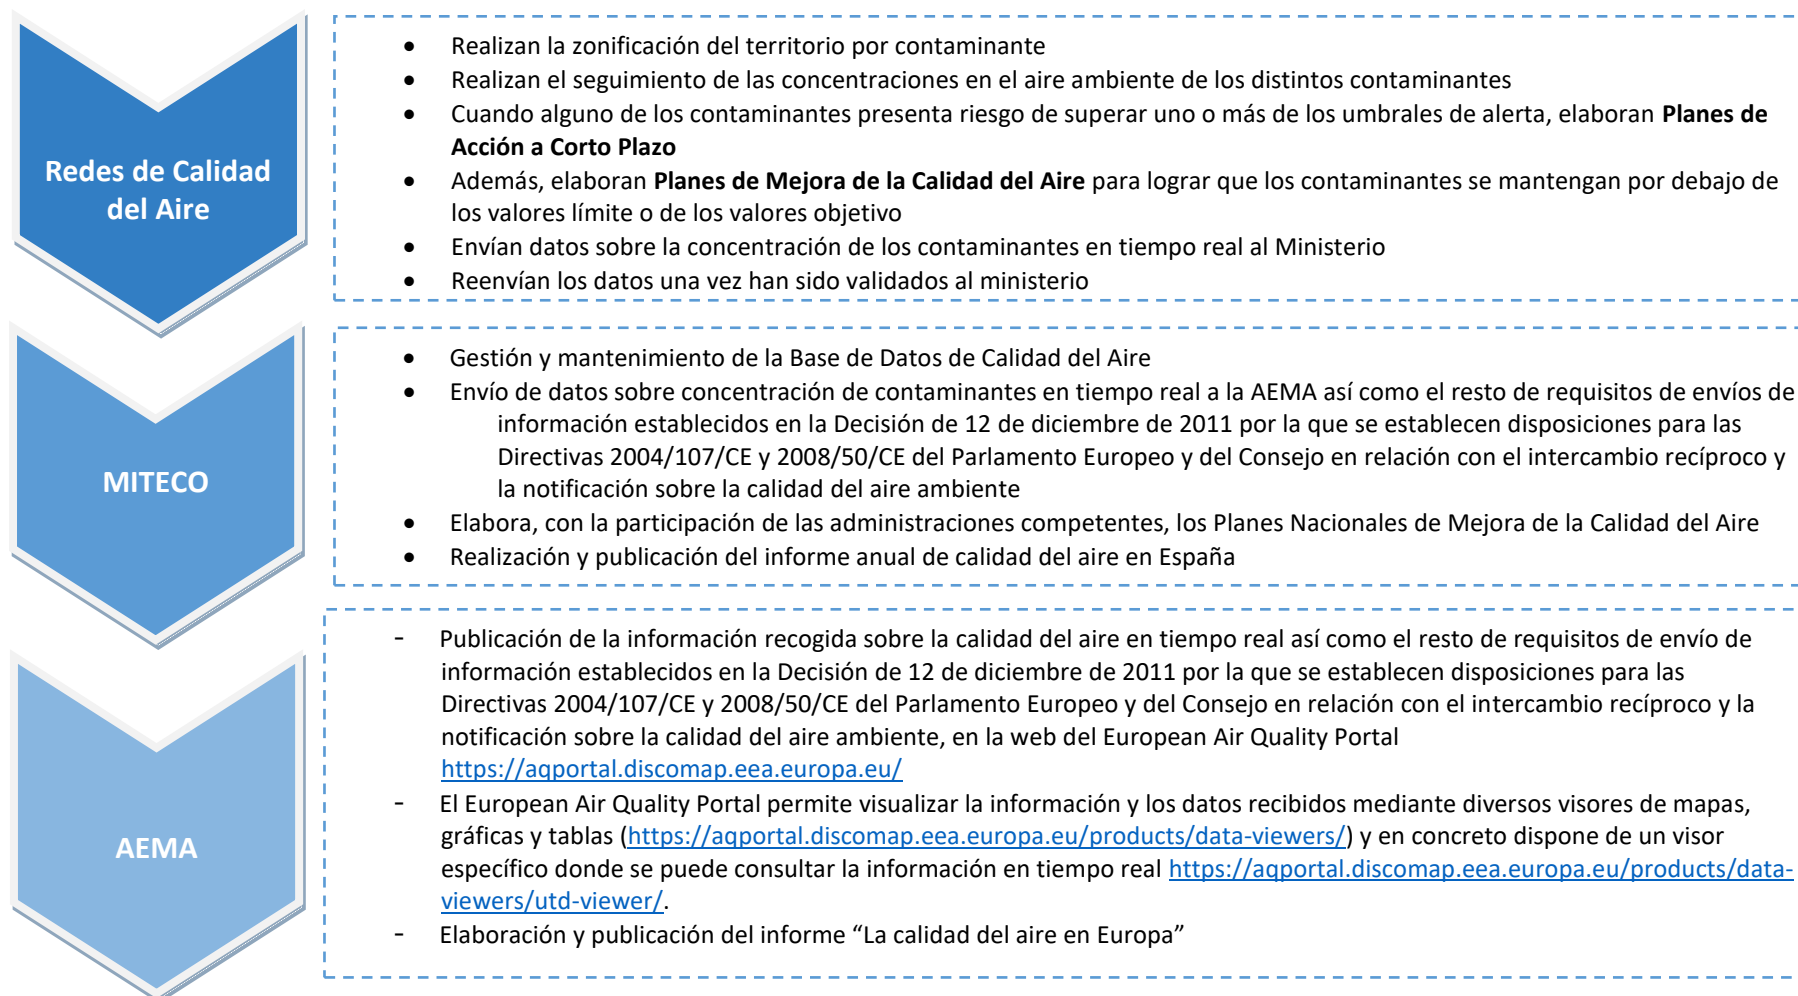 Redes de Calidad
del Aire
• Realizan la zonificación del territorio por contaminante
• Realizan el seguimiento de las concentraciones en el aire ambiente de los distintos contaminantes
• Cuando alguno de los contaminantes presenta riesgo de superar uno o más de los umbrales de alerta, elaboran Planes de
Acción a Corto Plazo
• Además, elaboran Planes de Mejora de la Calidad del Aire para lograr que los contaminantes se mantengan por debajo de
los valores límite o de los valores objetivo
• Envían datos sobre la concentración de los contaminantes en tiempo real al Ministerio
• Reenvían los datos una vez han sido validados al ministerio
MITECO
• Gestión y mantenimiento de la Base de Datos de Calidad del Aire
• Envío de datos sobre concentración de contaminantes en tiempo real a la AEMA así como el resto de requisitos de envíos de
información establecidos en la Decisión de 12 de diciembre de 2011 por la que se establecen disposiciones para las
Directivas 2004/107/CE y 2008/50/CE del Parlamento Europeo y del Consejo en relación con el intercambio recíproco y
la notificación sobre la calidad del aire ambiente
• Elabora, con la participación de las administraciones competentes, los Planes Nacionales de Mejora de la Calidad del Aire
• Realización y publicación del informe anual de calidad del aire en España
AEMA
- Publicación de la información recogida sobre la calidad del aire en tiempo real así como el resto de requisitos de envío de
información establecidos en la Decisión de 12 de diciembre de 2011 por la que se establecen disposiciones para las
Directivas 2004/107/CE y 2008/50/CE del Parlamento Europeo y del Consejo en relación con el intercambio recíproco y la
notificación sobre la calidad del aire ambiente, en la web del European Air Quality Portal
https://aqportal.discomap.eea.europa.eu/
- El European Air Quality Portal permite visualizar la información y los datos recibidos mediante diversos visores de mapas,
gráficas y tablas (https://aqportal.discomap.eea.europa.eu/products/data-viewers/) y en concreto dispone de un visor
específico donde se puede consultar la información en tiempo real https://aqportal.discomap.eea.europa.eu/products/data-
viewers/utd-viewer/.
- Elaboración y publicación del informe “La calidad del aire en Europa”